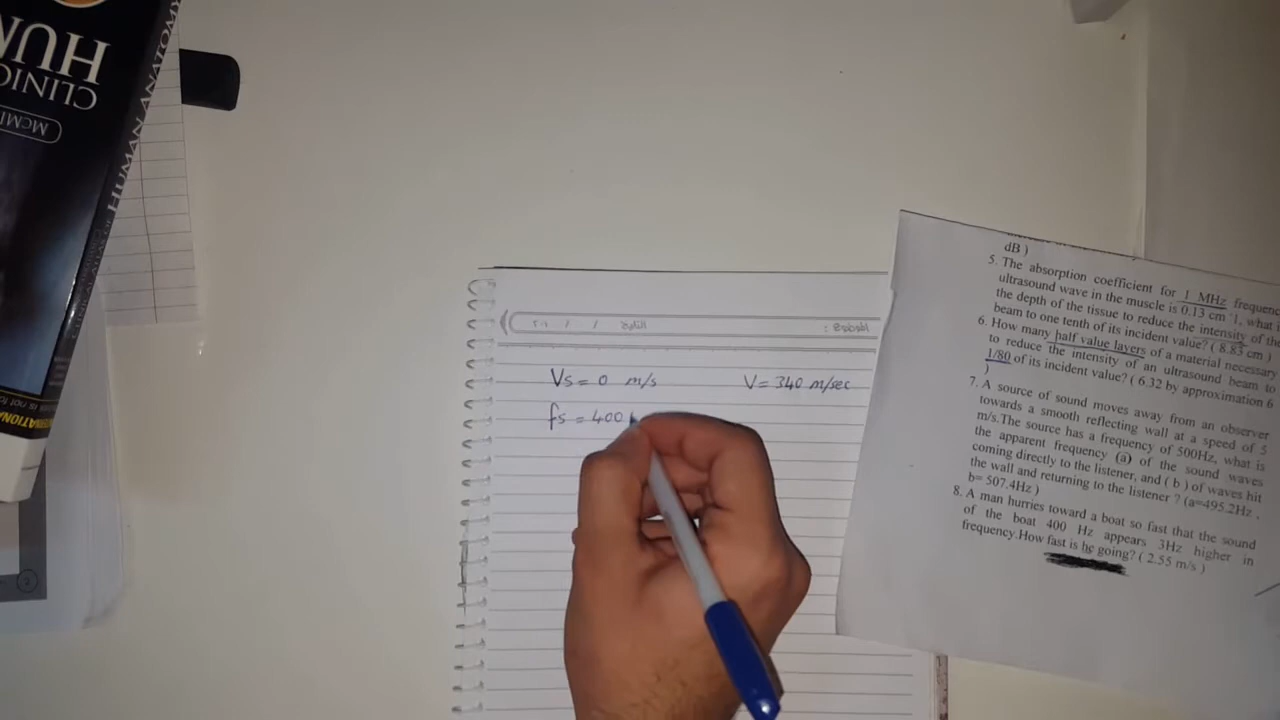 HUMAN ANATOMY
Vs = 0 m/s V = 340 m/sec
fs = 400
dB )
5. The absorption coefficient for 1 MHz
ultrasound wave in the muscle is 0.13 cm⁻1, what
the depth of the tissue to reduce the intensity of the
beam to one tenth of its incident value? ( 8.83 cm )
6. How many half value layers of a material necessary
to reduce the intensity of an ultrasound beam to
1/80 of its incident value? ( 6.32 by approximation 6
)
7. A source of sound moves away from an observer
towards a smooth reflecting wall at a speed of 5
m/s.The source has a frequency of 500Hz, what is
the apparent frequency (a) of the sound waves
coming directly to the listener, and ( b ) of waves hit
the wall and returning to the listener ? (a=495.2Hz ,
b= 507.4Hz )
8. A man hurries toward a boat so fast that the sound
of the boat 400 Hz appears 3Hz higher in
frequency.How fast is he going? ( 2.55 m/s )